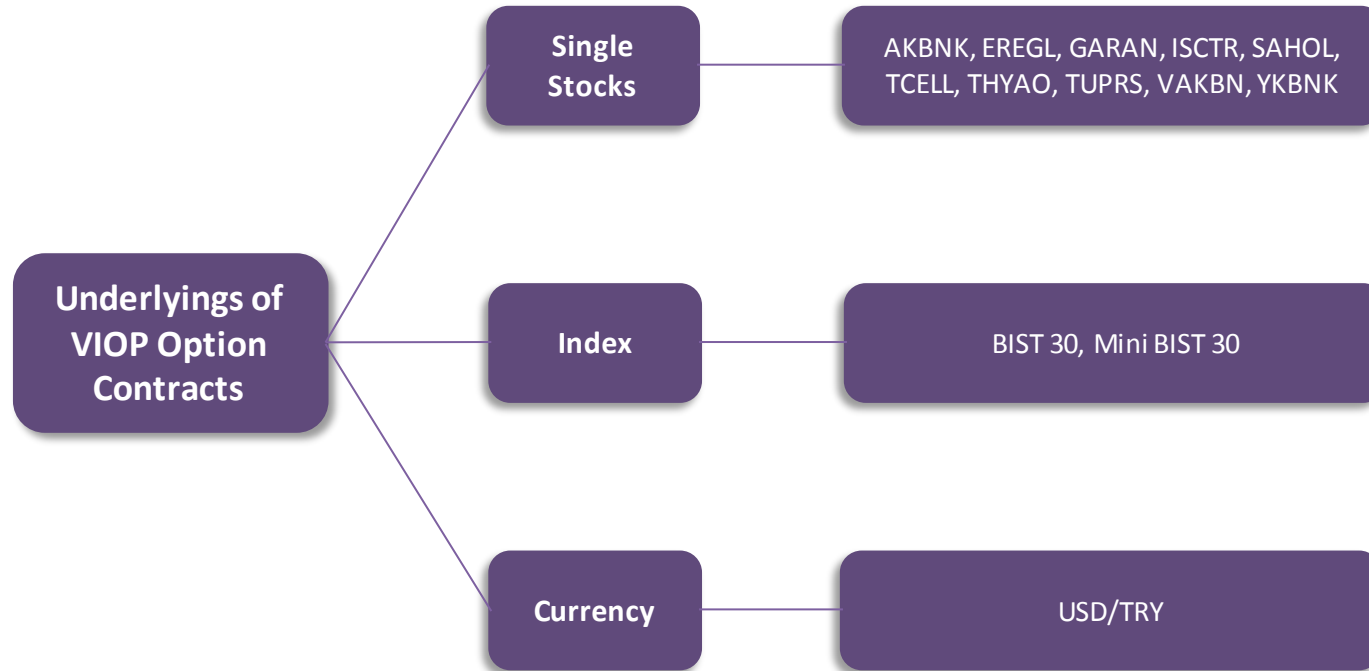 Single
Stocks
AKBNK, EREGL, GARAN, ISCTR, SAHOL,
TCELL, THYAO, TUPRS, VAKBN, YKBNK
Underlyings of
VIOP Option
Contracts
Index
BIST 30, Mini BIST 30
Currency
USD/TRY